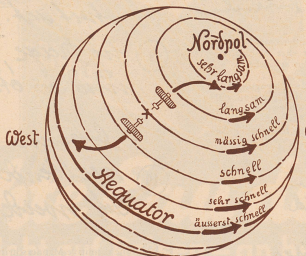 Nordpol
sehr langsam
langsam
mässig schnell
schnell
sehr schnell
äusserst schnell
West
Aequator